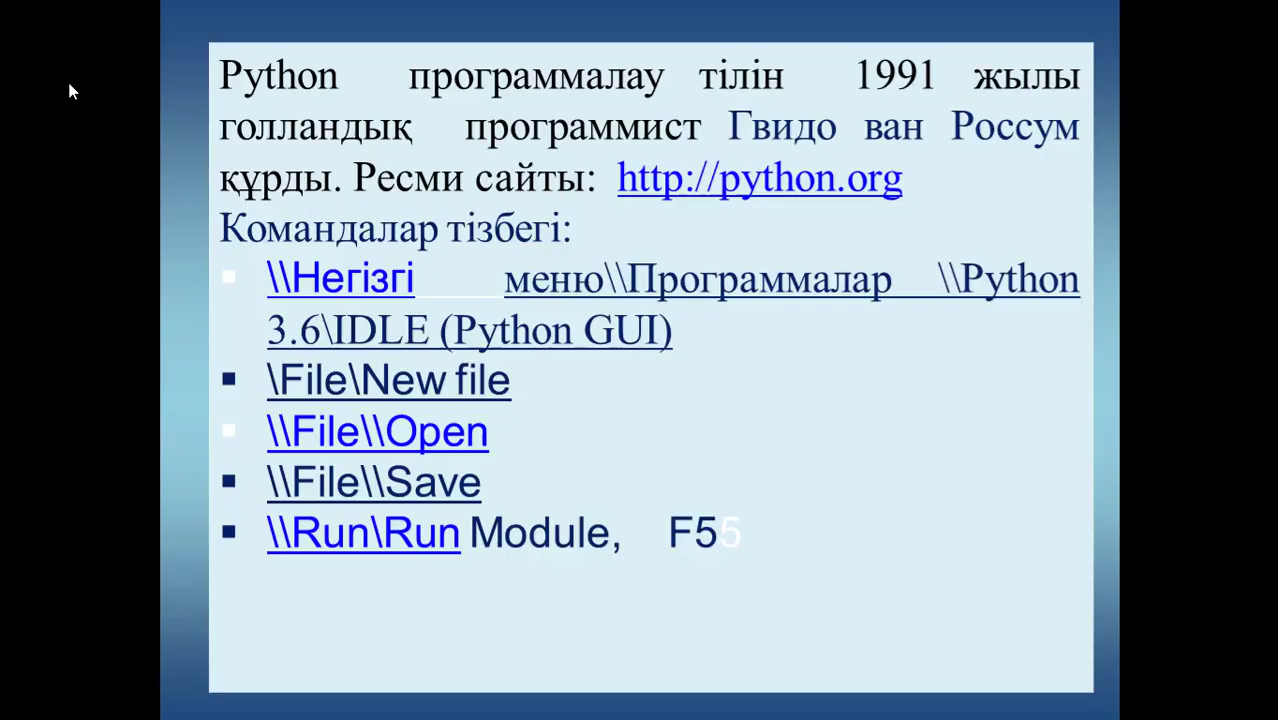 Python программалау тілін 1991 жылы
голландық программист Гвидо ван Россум
құрды. Ресми сайты: http://python.org
Командалар тізбегі:
\\Негізгі меню\\Программалар \\Python
3.6\IDLE (Python GUI)
\File\New file
\\File\\Open
\\File\\Save
\\Run\Run Module, F55